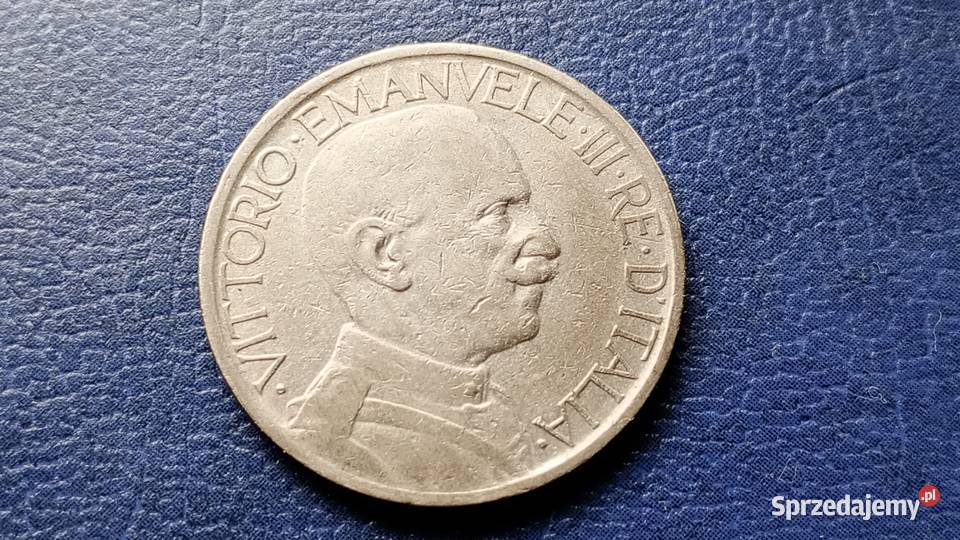 · VITTORIO · EMANVELE · III · RE · D'ITALIA ·
Sprzedajemy .pl